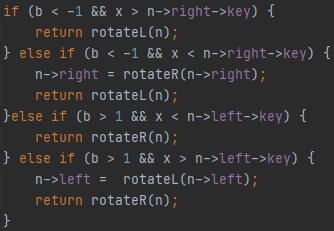 if (b < -1 && x > n->right->key) {
    return rotateL(n);
} else if (b < -1 && x < n->right->key) {
    n->right = rotateR(n->right);
    return rotateL(n);
}else if (b > 1 && x < n->left->key) {
    return rotateR(n);
} else if (b > 1 && x > n->left->key) {
    n->left =  rotateL(n->left);
    return rotateR(n);
}